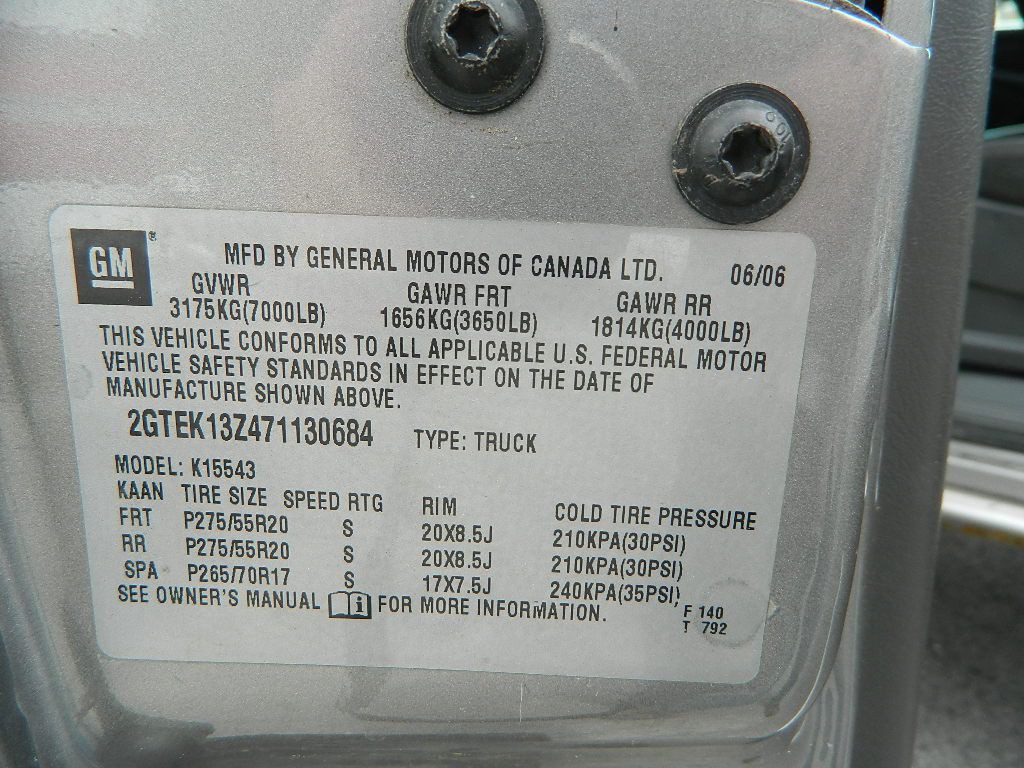 GM®
MFD BY GENERAL MOTORS OF CANADA LTD. 06/06
GVWR GAWR FRT GAWR RR
3175KG(7000LB) 1656KG(3650LB) 1814KG(4000LB)
THIS VEHICLE CONFORMS TO ALL APPLICABLE U.S. FEDERAL MOTOR
VEHICLE SAFETY STANDARDS IN EFFECT ON THE DATE OF
MANUFACTURE SHOWN ABOVE.
2GTEK13Z471130684 TYPE: TRUCK
MODEL: K15543
KAAN TIRE SIZE SPEED RTG RIM COLD TIRE PRESSURE
FRT P275/55R20 S 20X8.5J 210KPA(30PSI)
RR P275/55R20 S 20X8.5J 210KPA(30PSI)
SPA P265/70R17 S 17X7.5J 240KPA(35PSI)
SEE OWNER'S MANUAL i FOR MORE INFORMATION.
F 140
T 792